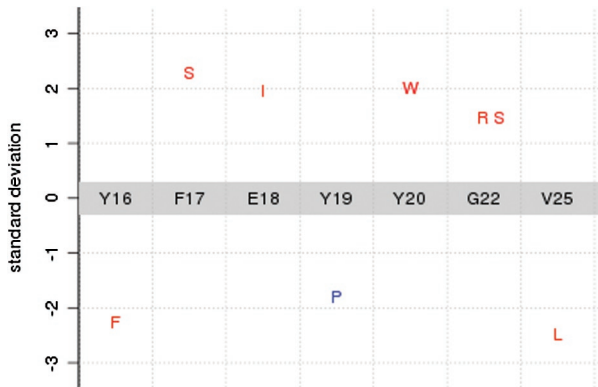 3
S
2
I
W
R S
1
standard deviation
0
Y16 F17 E18 Y19 Y20 G22 V25
-1
P
-2
F
L
-3